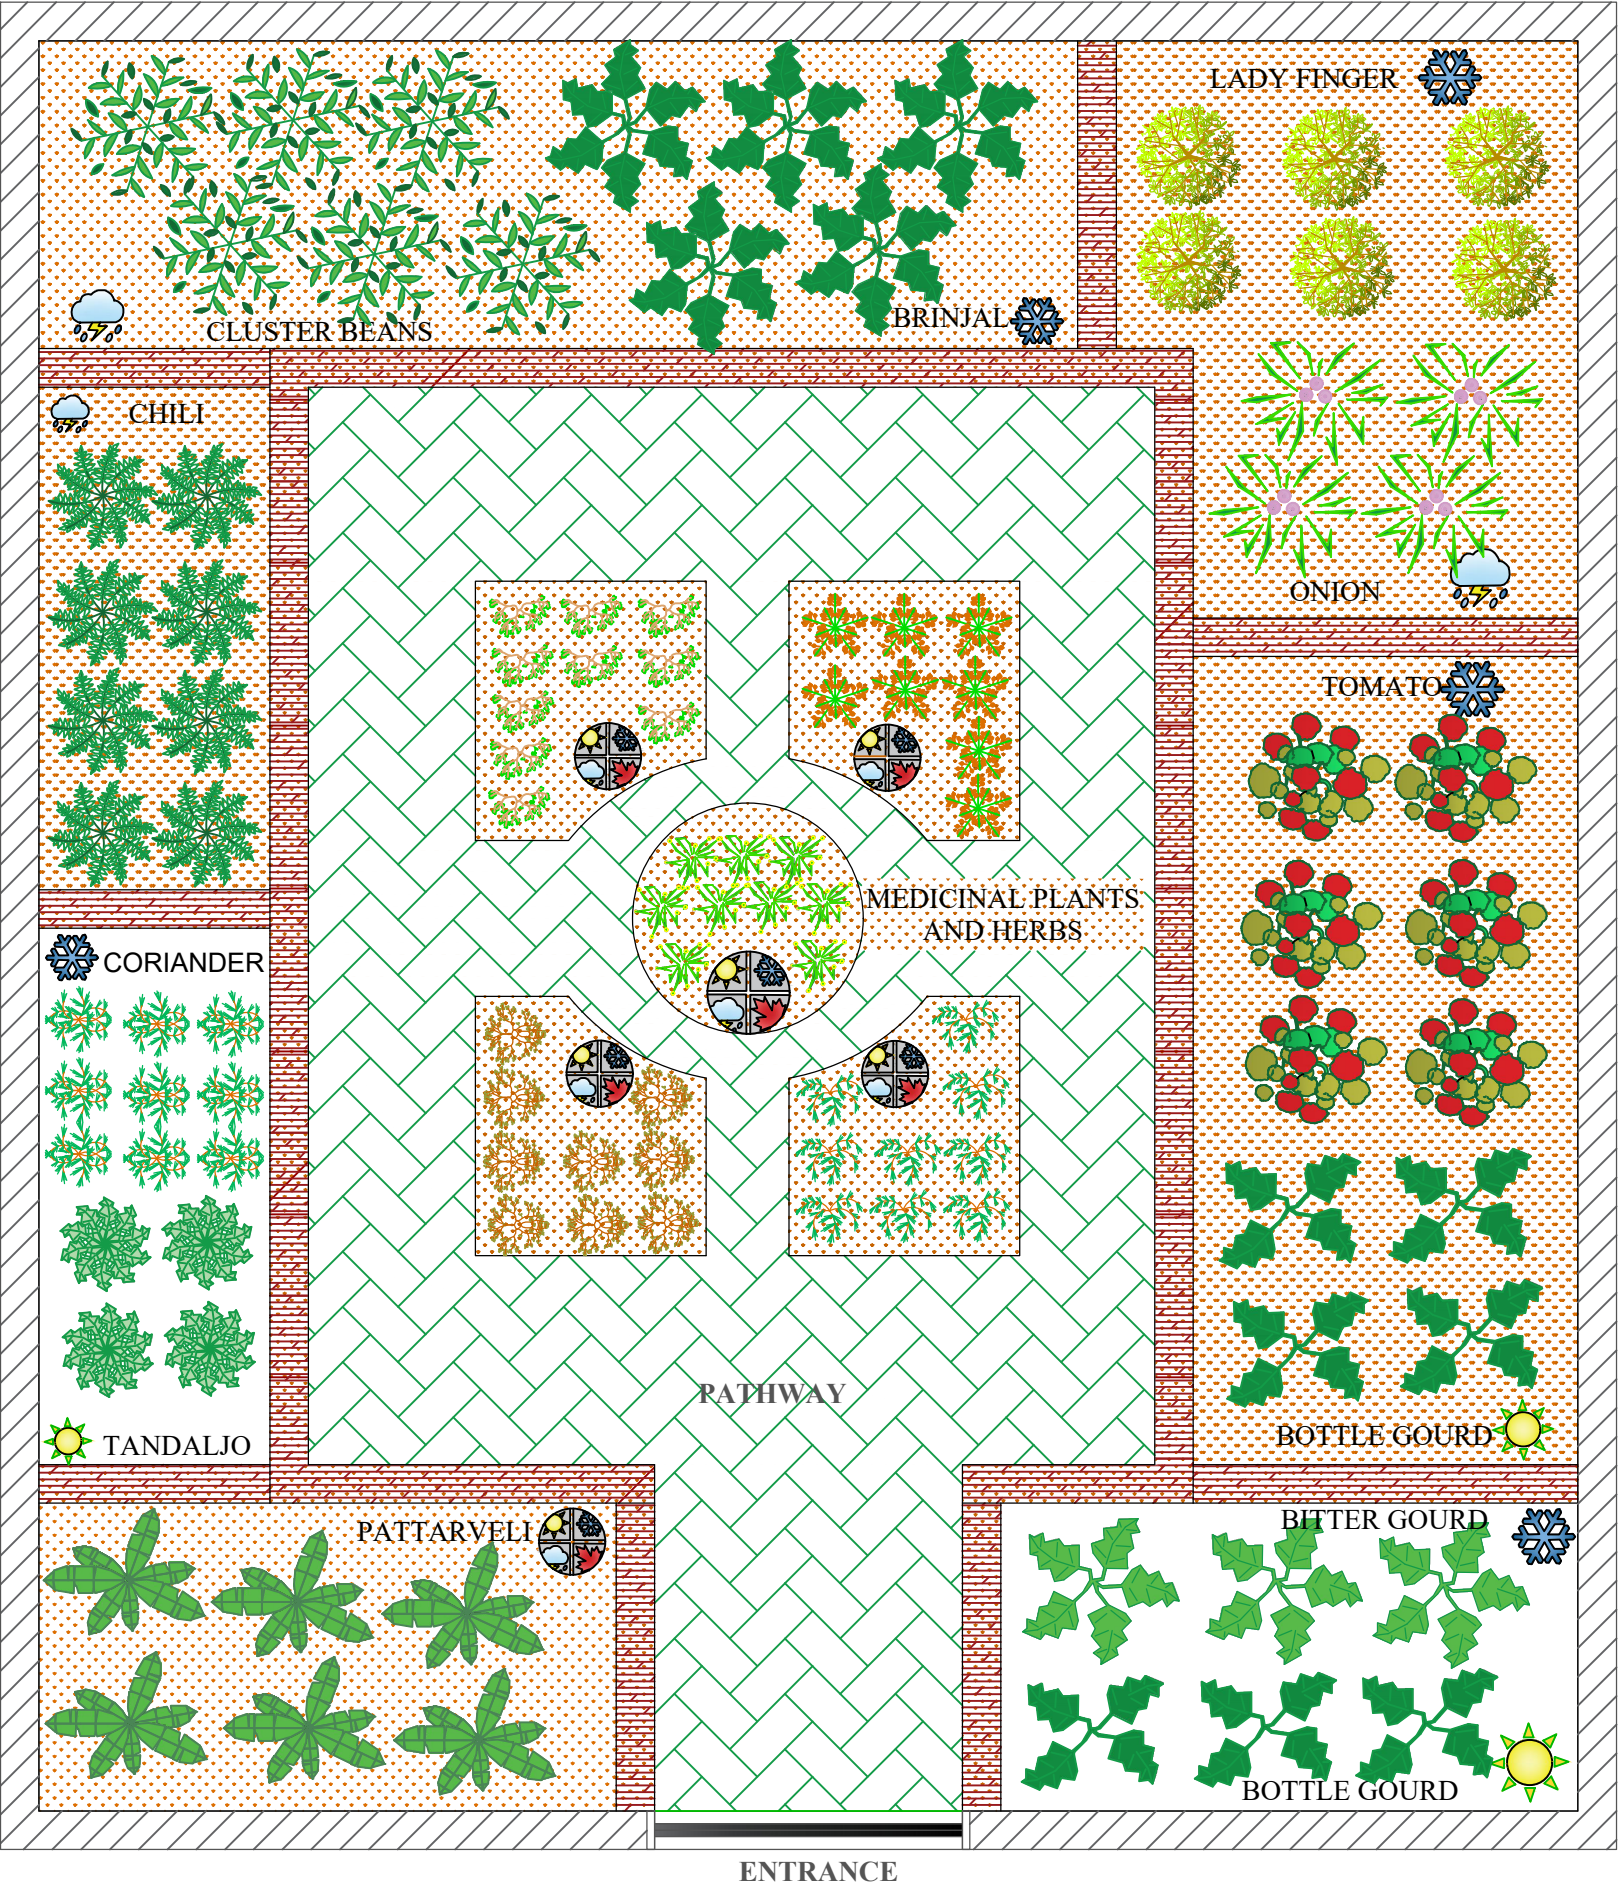 LADY FINGER
CLUSTER BEANS
BRINJAL
CHILI
ONION
TOMATO
MEDICINAL PLANTS
AND HERBS
CORIANDER
PATHWAY
TANDALJO
BOTTLE GOURD
PATTARVELI
BITTER GOURD
BOTTLE GOURD
ENTRANCE